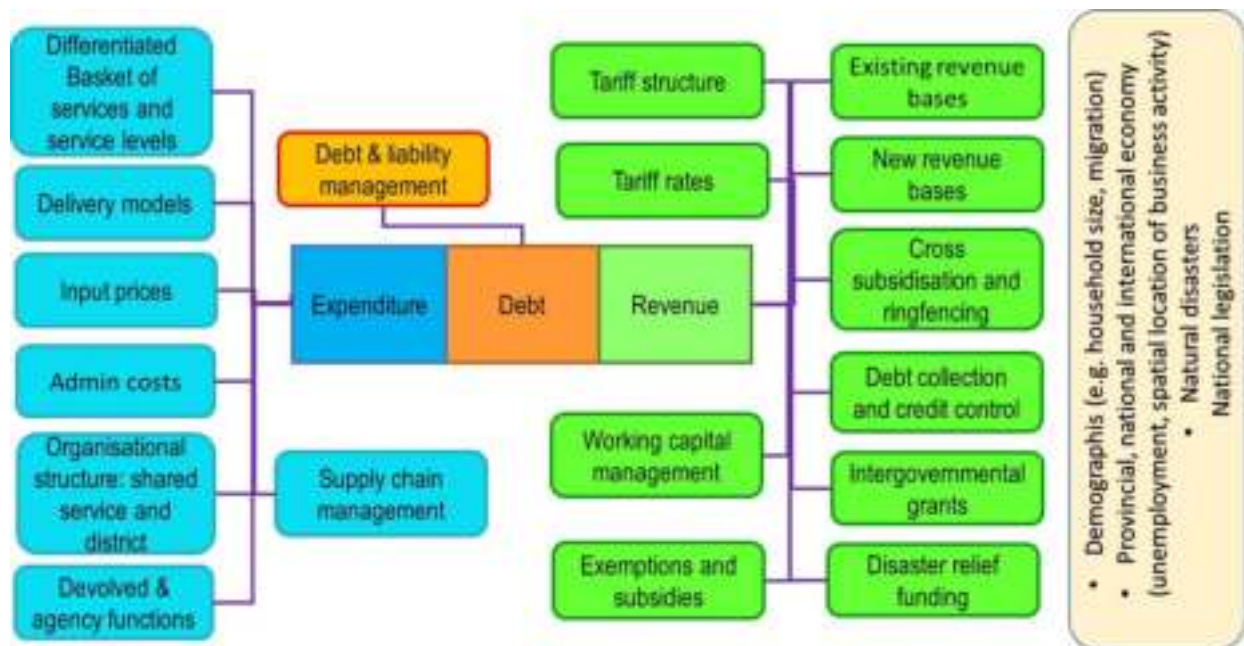 Differentiated
Basket of
services and
service levels
Delivery models
Input prices
Admin costs
Organisational
structure: shared
service and
district
Devolved &
agency functions
Debt & liability
management
Expenditure
Debt
Revenue
Supply chain
management
Tariff structure
Tariff rates
Working capital
management
Exemptions and
subsidies
Existing revenue
bases
New revenue
bases
Cross
subsidisation and
ringfencing
Debt collection
and credit control
Intergovernmental
grants
Disaster relief
funding
• Demographis (e.g. household size, migration)
• Provincial, national and international economy
(unemployment, spatial location of business activity)
• Natural disasters
National legislation